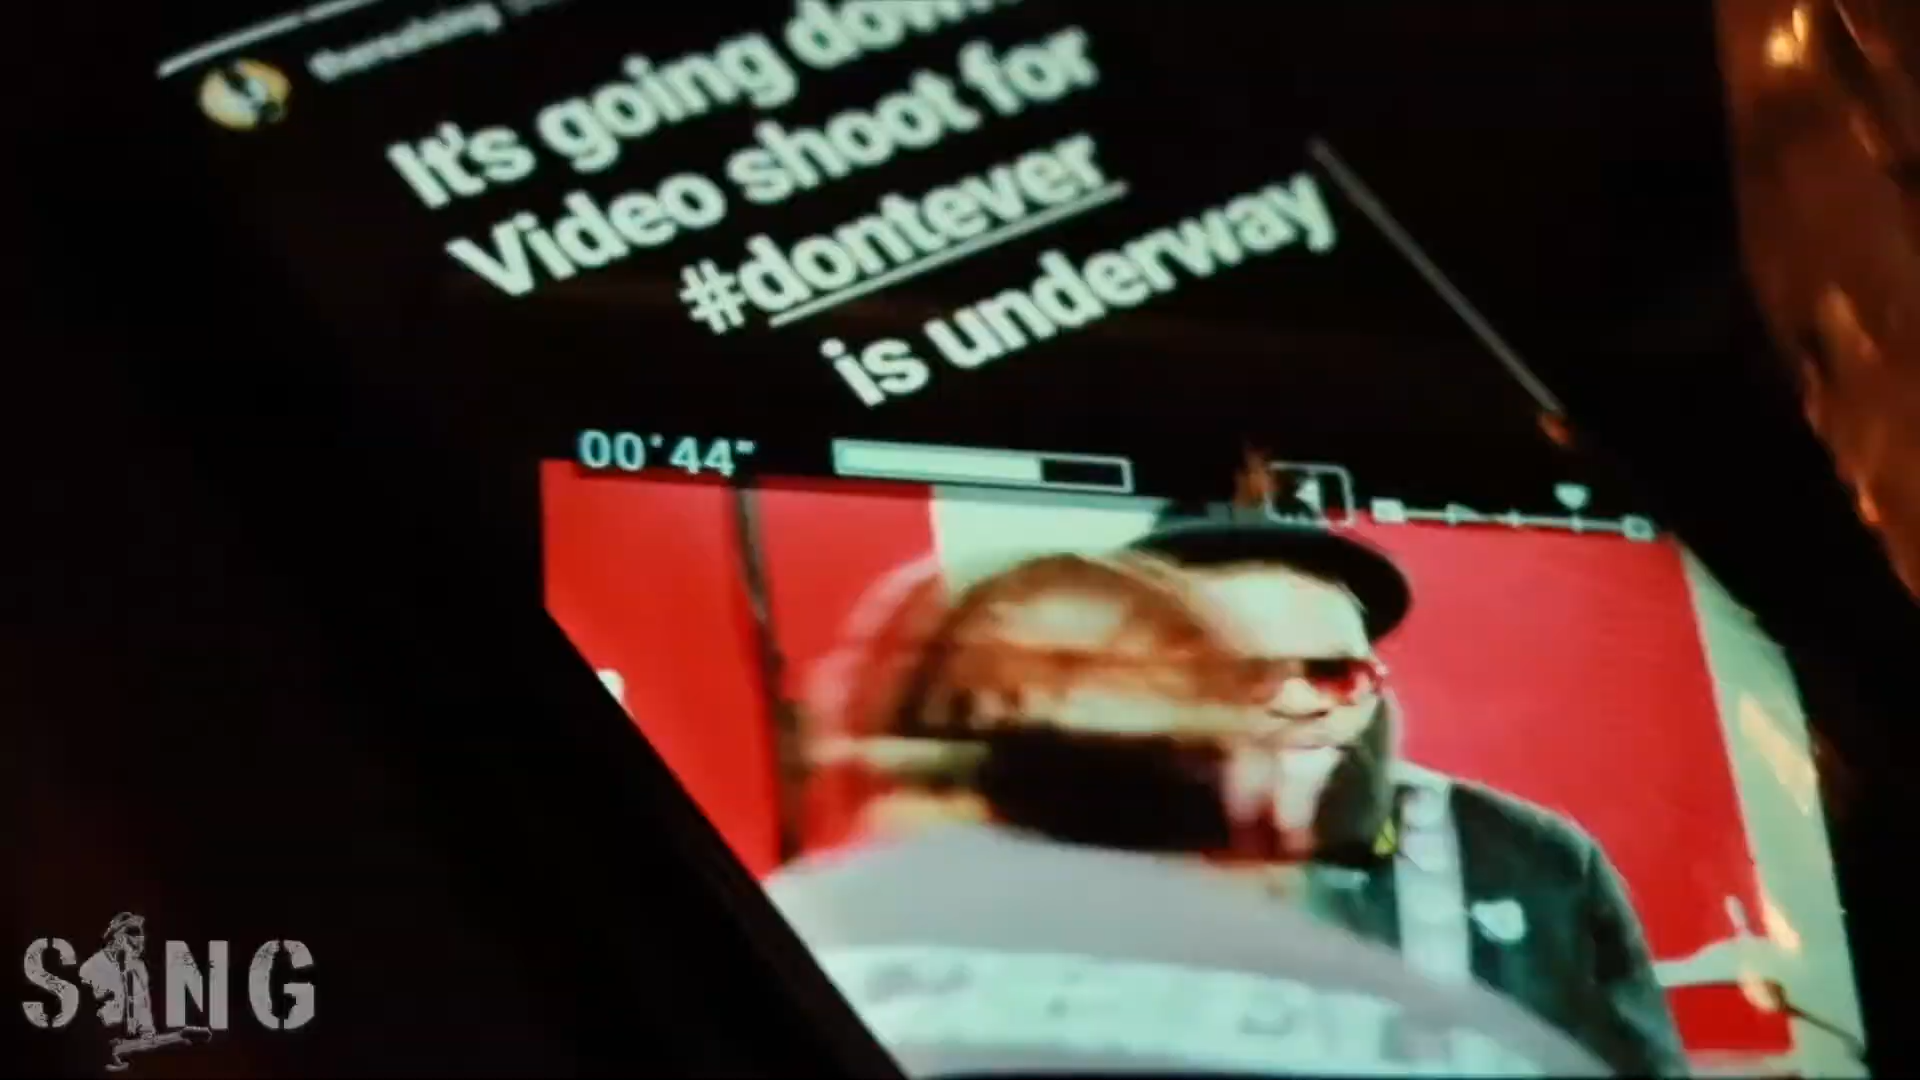 It's going down
Video shoot for
#dontever
is underway
00'44"
SING